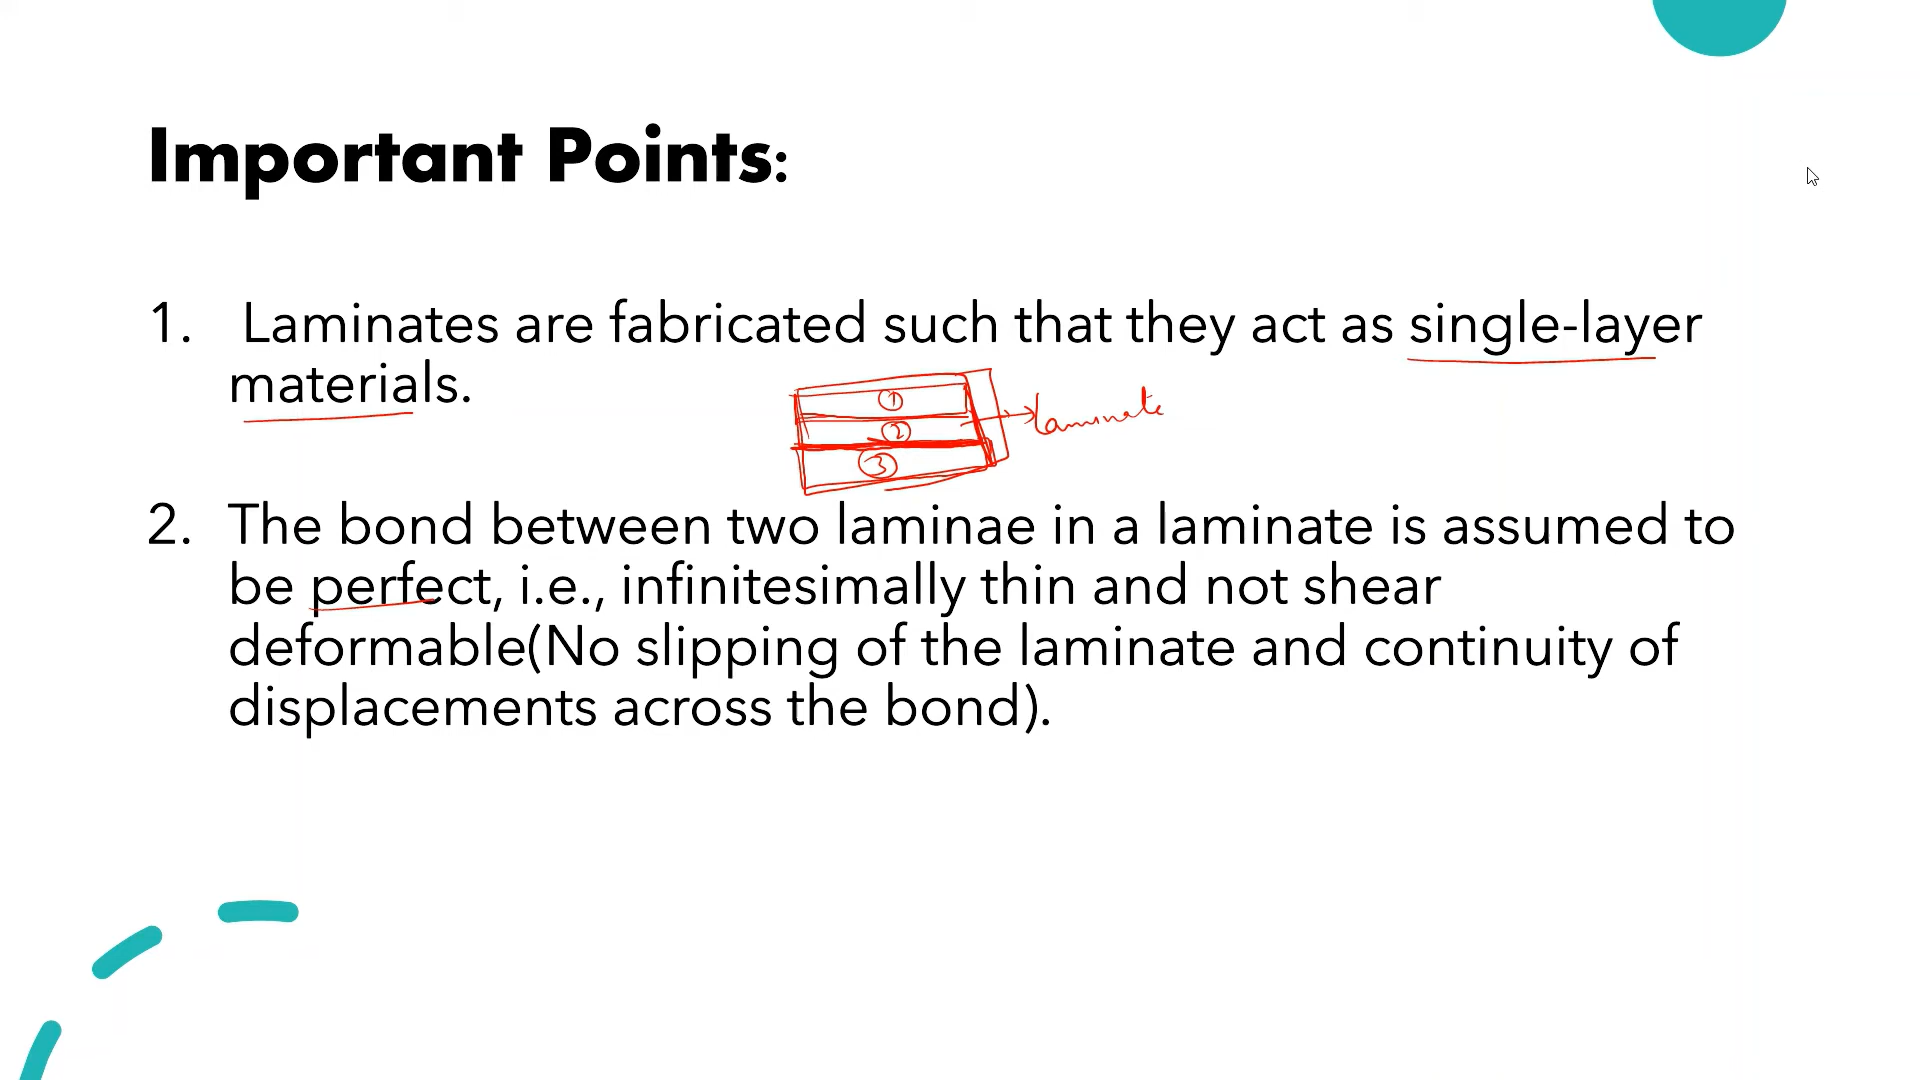 Important Points:
1. Laminates are fabricated such that they act as single-layer
materials.
①
② → Laminate
③
2. The bond between two laminae in a laminate is assumed to
be perfect, i.e., infinitesimally thin and not shear
deformable(No slipping of the laminate and continuity of
displacements across the bond).